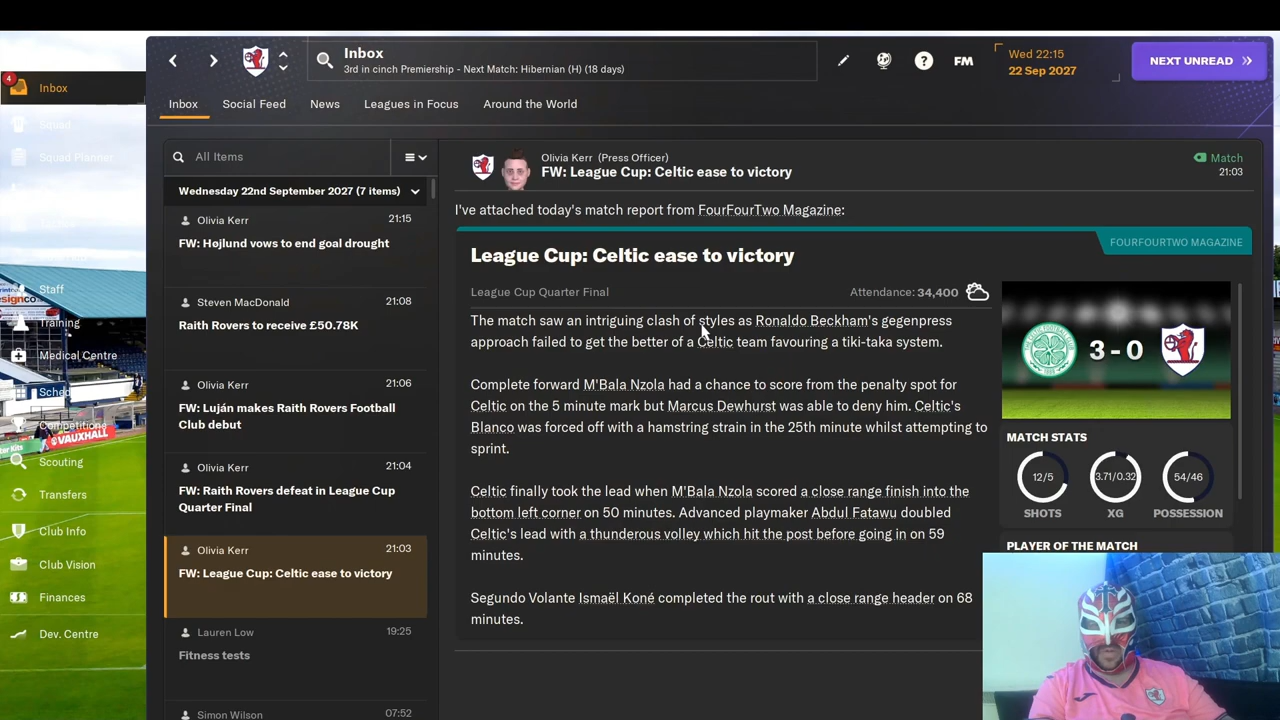 Inbox
3rd in cinch Premiership - Next Match: Hibernian (H) (18 days)
FM
Wed 22:15
22 Sep 2027
NEXT UNREAD
4
Inbox
Squad
Squad Planner
Staff
Training
Medical Centre
Sched
Competitions
VAUXHALL
Scouting
Transfers
Club Info
Club Vision
Finances
Dev. Centre
Inbox
Social Feed
News
Leagues in Focus
Around the World
All Items
Wednesday 22nd September 2027 (7 items)
Olivia Kerr 21:15
FW: Højlund vows to end goal drought
Steven MacDonald 21:08
Raith Rovers to receive £50.78K
Olivia Kerr 21:06
FW: Luján makes Raith Rovers Football
Club debut
Olivia Kerr 21:04
FW: Raith Rovers defeat in League Cup
Quarter Final
Olivia Kerr 21:03
FW: League Cup: Celtic ease to victory
Lauren Low 19:25
Fitness tests
Simon Wilson 07:52
Olivia Kerr (Press Officer)
FW: League Cup: Celtic ease to victory
Match
21:03
I've attached today's match report from FourFourTwo Magazine:
FOURFOURTWO MAGAZINE
League Cup: Celtic ease to victory
League Cup Quarter Final
Attendance: 34,400
The match saw an intriguing clash of styles as Ronaldo Beckham's gegenpress
approach failed to get the better of a Celtic team favouring a tiki-taka system.
Complete forward M'Bala Nzola had a chance to score from the penalty spot for
Celtic on the 5 minute mark but Marcus Dewhurst was able to deny him. Celtic's
Blanco was forced off with a hamstring strain in the 25th minute whilst attempting to
sprint.
Celtic finally took the lead when M'Bala Nzola scored a close range finish into the
bottom left corner on 50 minutes. Advanced playmaker Abdul Fatawu doubled
Celtic's lead with a thunderous volley which hit the post before going in on 59
minutes.
Segundo Volante Ismaël Koné completed the rout with a close range header on 68
minutes.
3 - 0
MATCH STATS
12/5
3.71/0.32
54/46
SHOTS
XG
POSSESSION
PLAYER OF THE MATCH